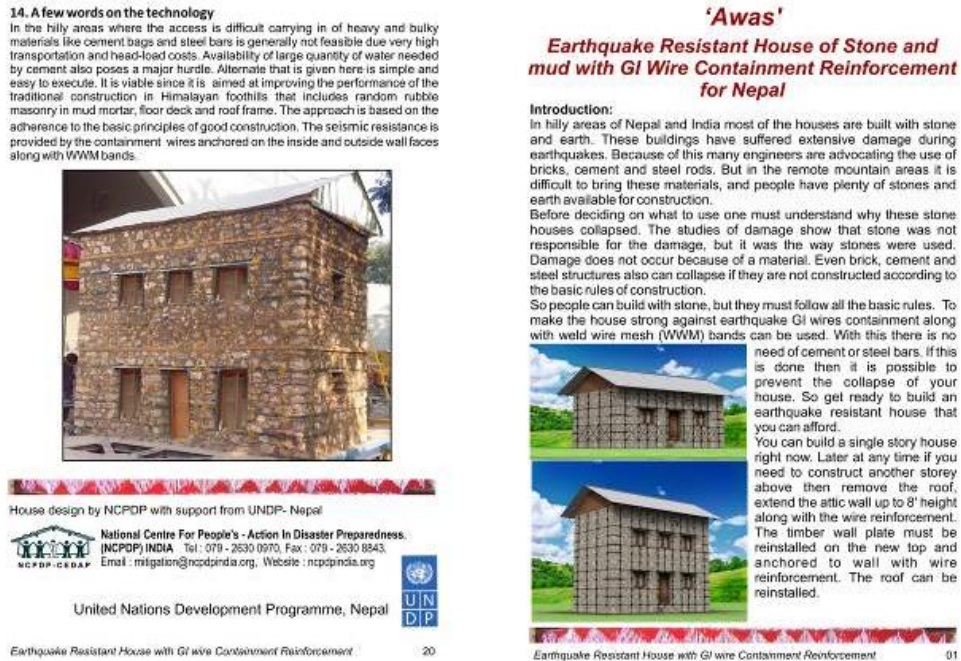 14. A few words on the technology
In the hilly areas where the access is difficult carrying in of heavy and bulky
materials like cement bags and steel bars is generally not feasible due very high
transportation and head-load costs. Availability of large quantity of water needed
by cement also poses a major hurdle. Alternate that is given here is simple and
easy to execute. It is viable since it is aimed at improving the performance of the
traditional construction in Himalayan foothills that includes random rubble
masonry in mud mortar, floor deck and roof frame. The approach is based on the
adherence to the basic principles of good construction. The seismic resistance is
provided by the containment wires anchored on the inside and outside wall faces
along with WWM bands.
House design by NCPDP with support from UNDP- Nepal
NCPDP-CEDAP
National Centre For People's - Action In Disaster Preparedness.
(NCPDP) INDIA Tel : 079 - 2630 0970, Fax : 079 - 2630 8843,
Email : mitigation@ncpdpindia.org, Website : ncpdpindia.org
United Nations Development Programme, Nepal
U N
D P
Earthquake Resistant House with GI wire Containment Reinforcement 20
'Awas'
Earthquake Resistant House of Stone and
mud with GI Wire Containment Reinforcement
for Nepal
Introduction:
In hilly areas of Nepal and India most of the houses are built with stone
and earth. These buildings have suffered extensive damage during
earthquakes. Because of this many engineers are advocating the use of
bricks, cement and steel rods. But in the remote mountain areas it is
difficult to bring these materials, and people have plenty of stones and
earth available for construction.
Before deciding on what to use one must understand why these stone
houses collapsed. The studies of damage show that stone was not
responsible for the damage, but it was the way stones were used.
Damage does not occur because of a material. Even brick, cement and
steel structures also can collapse if they are not constructed according to
the basic rules of construction.
So people can build with stone, but they must follow all the basic rules. To
make the house strong against earthquake GI wires containment along
with weld wire mesh (WWM) bands can be used. With this there is no
need of cement or steel bars. If this
is done then it is possible to
prevent the collapse of your
house. So get ready to build an
earthquake resistant house that
you can afford.
You can build a single story house
right now. Later at any time if you
need to construct another storey
above then remove the roof,
extend the attic wall up to 8' height
along with the wire reinforcement.
The timber wall plate must be
reinstalled on the new top and
anchored to wall with wire
reinforcement. The roof can be
reinstalled.
Earthquake Resistant House with GI wire Containment Reinforcement 01